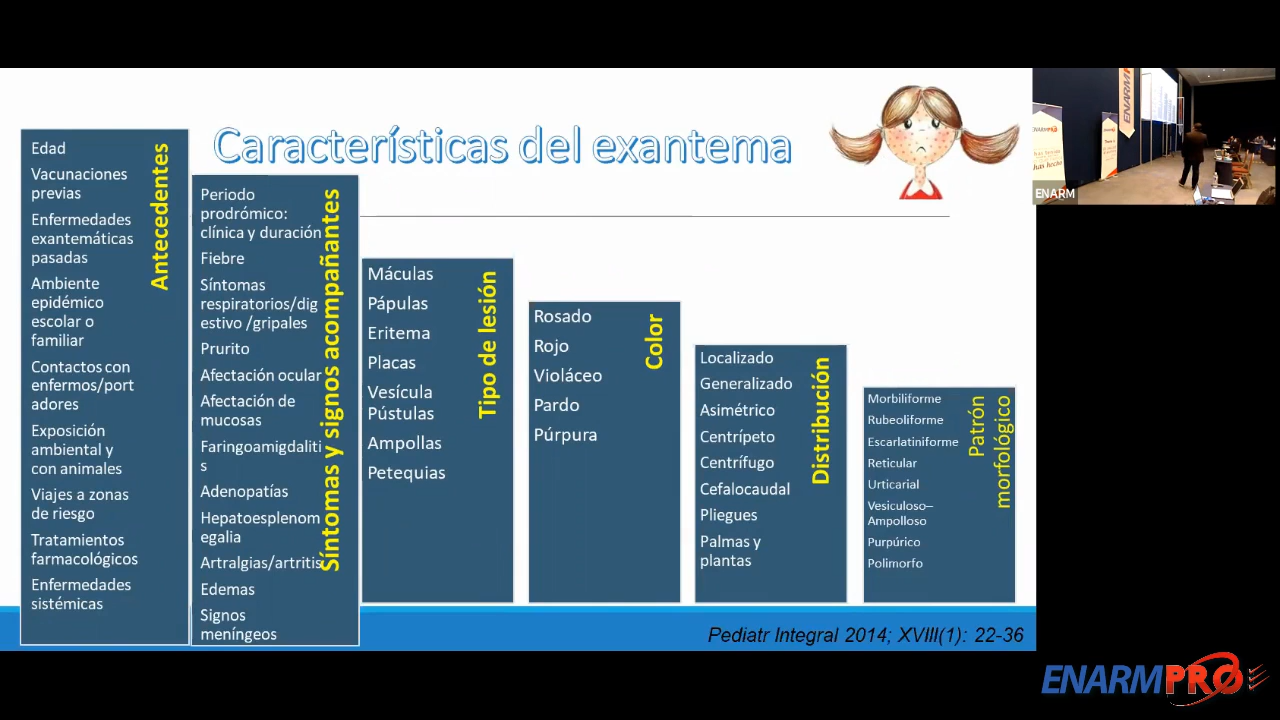 Características del exantema
Antecedentes
Edad
Vacunaciones
previas
Enfermedades
exantemáticas
pasadas
Ambiente
epidémico
escolar o
familiar
Contactos con
enfermos/port
adores
Exposición
ambiental y
con animales
Viajes a zonas
de riesgo
Tratamientos
farmacológicos
Enfermedades
sistémicas
Síntomas y signos acompañantes
Periodo
prodrómico:
clínica y duración
Fiebre
Síntomas
respiratorios/dig
estivo /gripales
Prurito
Afectación ocular
Afectación de
mucosas
Faringoamigdaliti
s
Adenopatías
Hepatoesplenom
egalia
Artralgias/artritis
Edemas
Signos
meníngeos
Tipo de lesión
Máculas
Pápulas
Eritema
Placas
Vesícula
Pústulas
Ampollas
Petequias
Color
Rosado
Rojo
Violáceo
Pardo
Púrpura
Distribución
Localizado
Generalizado
Asimétrico
Centrípeto
Centrífugo
Cefalocaudal
Pliegues
Palmas y
plantas
Patrón
morfológico
Morbiliforme
Rubeoliforme
Escarlatiniforme
Reticular
Urticarial
Vesiculoso–
Ampolloso
Purpúrico
Polimorfo
Pediatr Integral 2014; XVIII(1): 22-36
ENARM
ENARMPRO